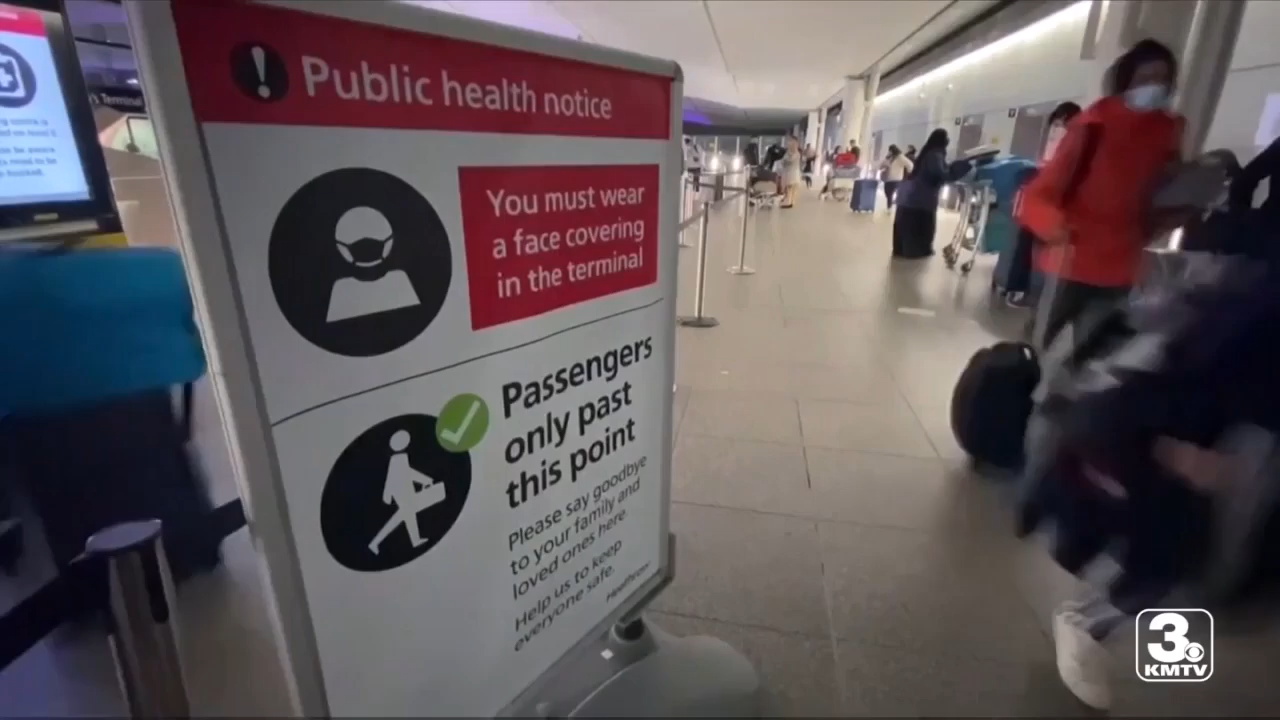 Public health notice
You must wear
a face covering
in the terminal
Passengers
only past
this point
Please say goodbye
to your family and
loved ones here.
Help us to keep
everyone safe.
Heathrow
's Terminal
3
KMTV